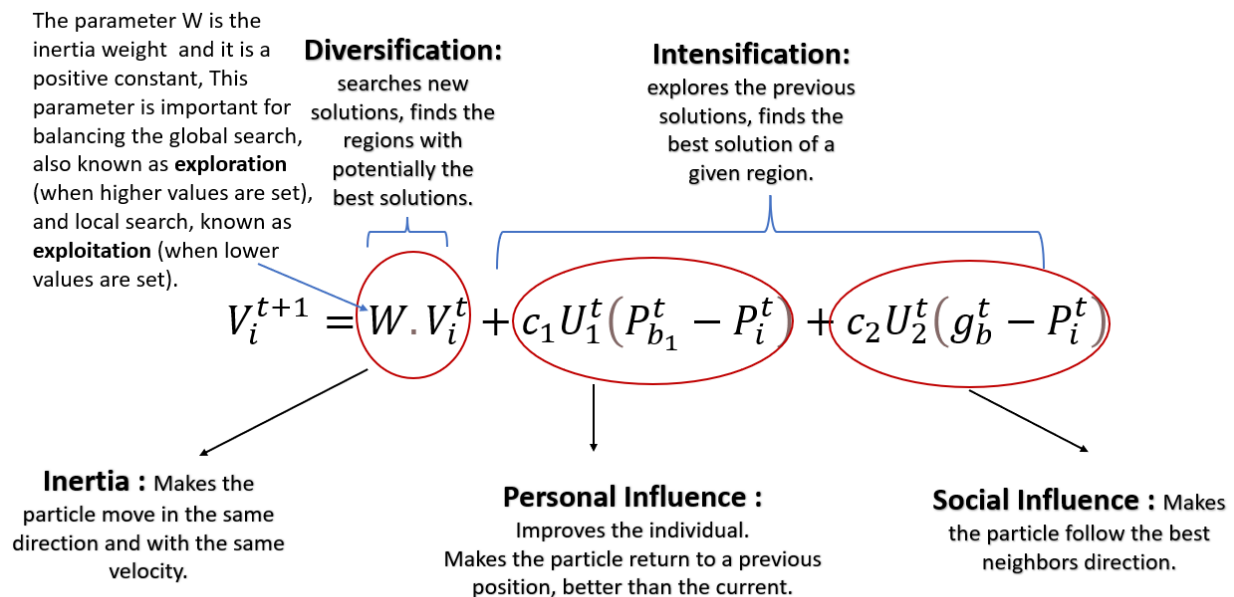 The parameter W is the
inertia weight and it is a
positive constant, This
parameter is important for
balancing the global search,
also known as exploration
(when higher values are set),
and local search, known as
exploitation (when lower
values are set).
Diversification:
searches new
solutions, finds the
regions with
potentially the
best solutions.
Intensification:
explores the previous
solutions, finds the
best solution of a
given region.
V_i^{t+1} = W . V_i^t + c_1 U_1^t (P_{b_1}^t − P_i^t) + c_2 U_2^t (g_b^t − P_i^t)
Inertia : Makes the
particle move in the same
direction and with the same
velocity.
Personal Influence :
Improves the individual.
Makes the particle return to a previous
position, better than the current.
Social Influence : Makes
the particle follow the best
neighbors direction.